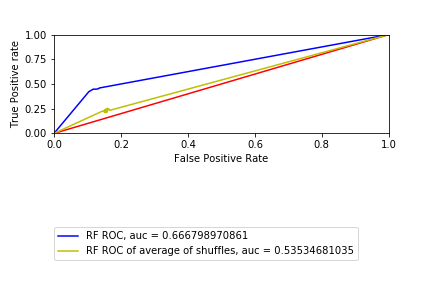 1.00
0.75
0.50
0.25
0.00
True Positive rate
0.0 0.2 0.4 0.6 0.8 1.0
False Positive Rate
RF ROC, auc = 0.666798970861
RF ROC of average of shuffles, auc = 0.53534681035